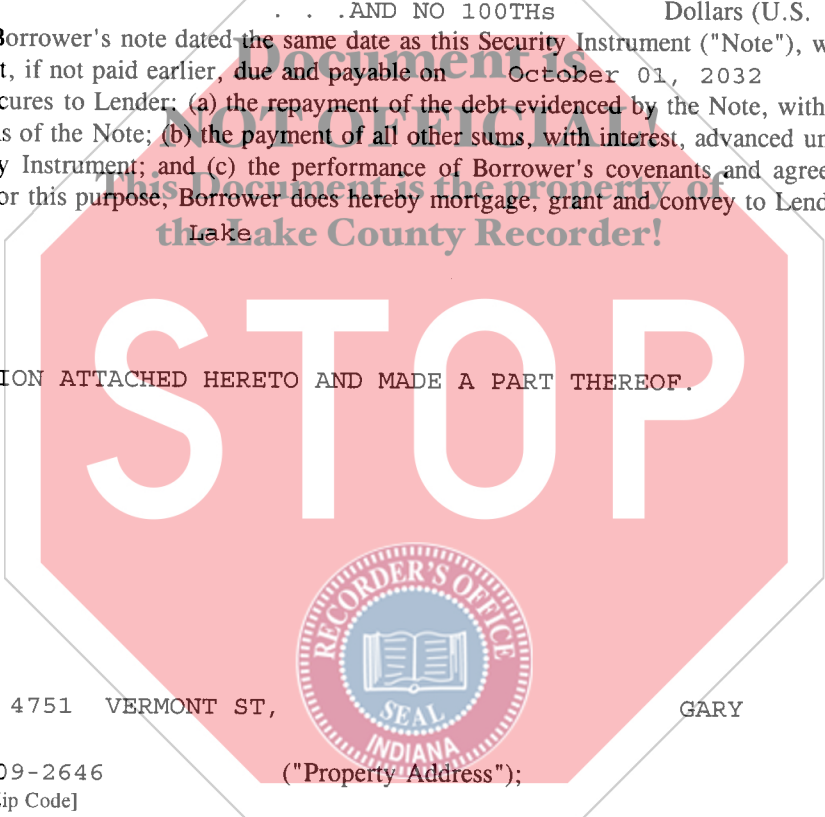 . . .AND NO 100THs Dollars (U.S.
Borrower's note dated the same date as this Security Instrument ("Note"), w
Document is
t, if not paid earlier, due and payable on October 01, 2032
cures to Lender: (a) the repayment of the debt evidenced by the Note, with
NOT OFFICIAL!
s of the Note; (b) the payment of all other sums, with interest, advanced un
y Instrument; and (c) the performance of Borrower's covenants and agree
This Document is the property of
or this purpose, Borrower does hereby mortgage, grant and convey to Lend
the Lake County Recorder!
Lake
ION ATTACHED HERETO AND MADE A PART THEREOF.
STOP
RECORDER'S OFFICE
SEAL
INDIANA
4751 VERMONT ST, GARY
09-2646 ("Property Address");
ip Code]